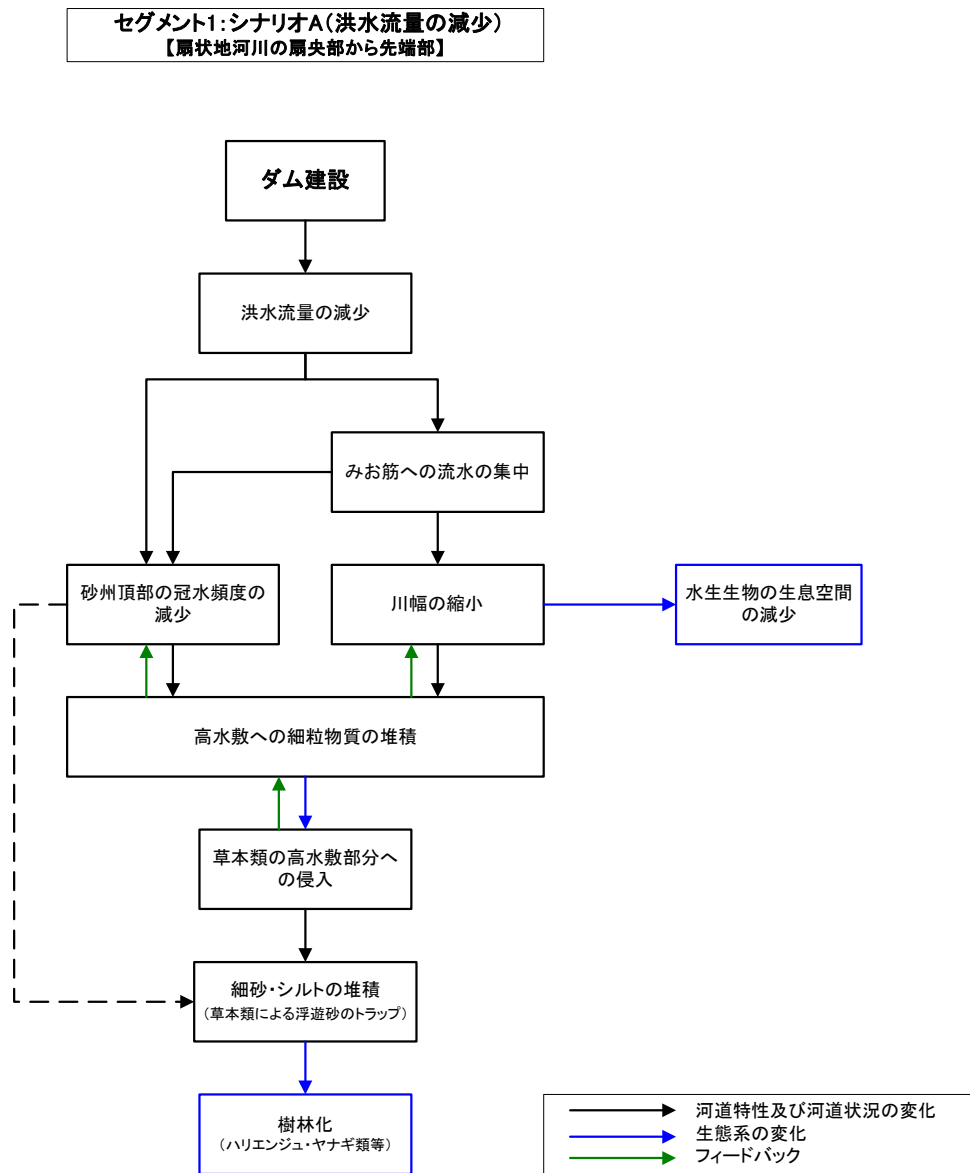 セグメント1:シナリオA(洪水流量の減少)
【扇状地河川の扇央部から先端部】
ダム建設
洪水流量の減少
みお筋への流水の集中
砂州頂部の冠水頻度の
減少
川幅の縮小
水生生物の生息空間
の減少
高水敷への細粒物質の堆積
草本類の高水敷部分へ
の侵入
細砂・シルトの堆積
(草本類による浮遊砂のトラップ)
樹林化
(ハリエンジュ・ヤナギ類等)
河道特性及び河道状況の変化
生態系の変化
フィードバック